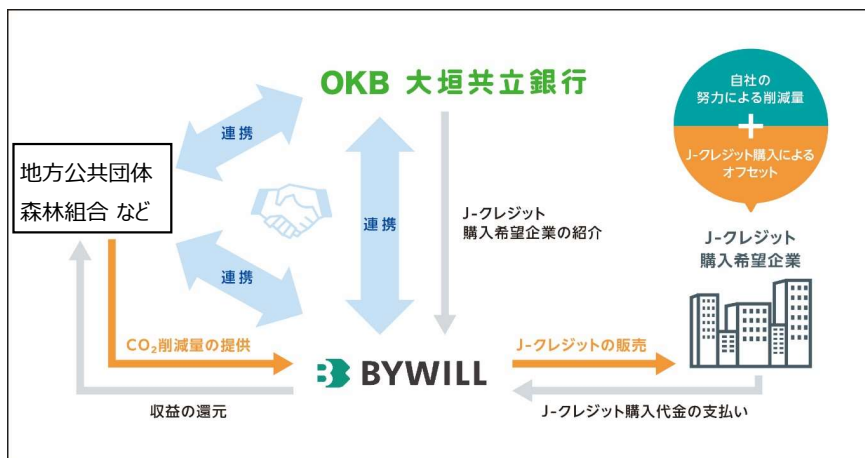 OKB 大垣共立銀行
自社の
努力による削減量
+
J-クレジット購入による
オフセット
連携
地方公共団体
森林組合 など
連携
J-クレジット
購入希望企業の紹介
J-クレジット
購入希望企業
連携
CO₂削減量の提供
BYWILL
J-クレジットの販売
収益の還元
J-クレジット購入代金の支払い